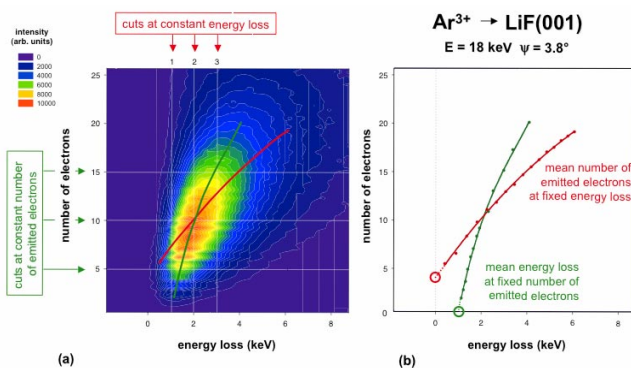 cuts at constant energy loss
Ar3+ → LiF(001)
E = 18 keV ψ = 3.8°
intensity
(arb. units)
0
2000
4000
6000
8000
10000
1 2 3
25
20
15
10
5
0
number of electrons
cuts at constant number
of emitted electrons
0 2 4 6 8
energy loss (keV)
(a)
25
20
15
10
5
0
number of electrons
mean number of
emitted electrons
at fixed energy loss
mean energy loss
at fixed number of
emitted electrons
0 2 4 6 8
energy loss (keV)
(b)